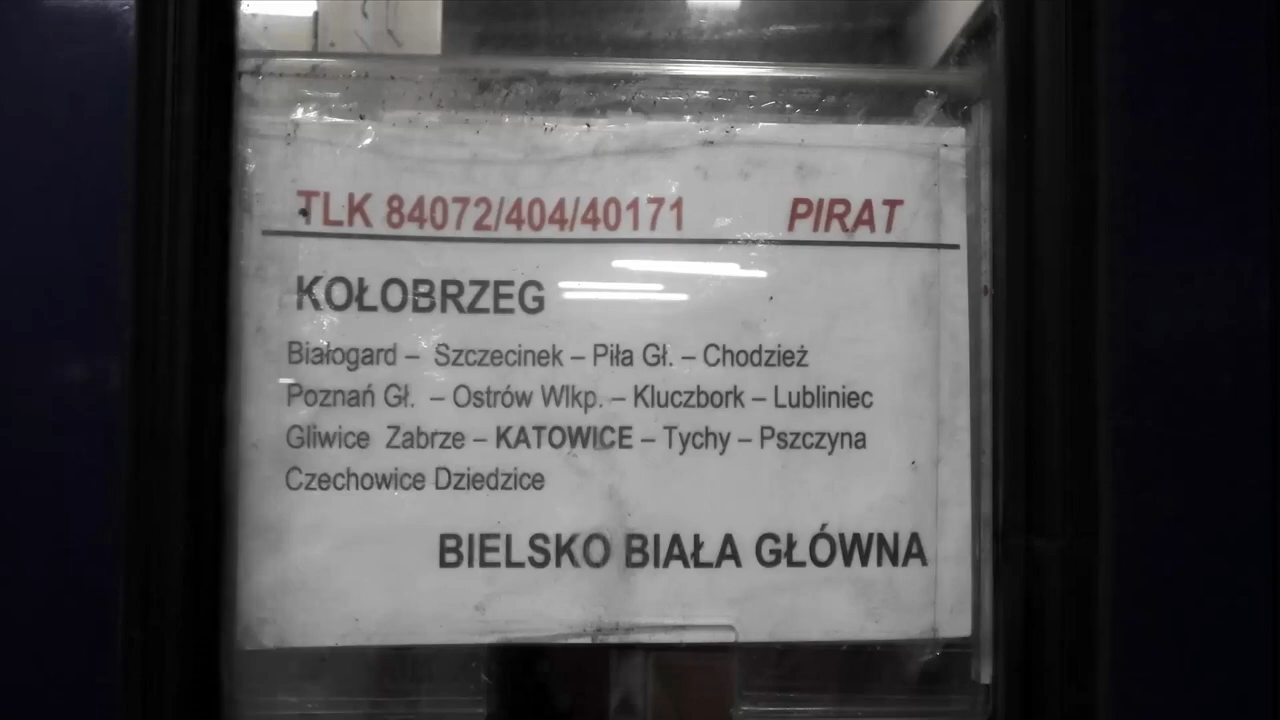 TLK 84072/404/40171 PIRAT
KOŁOBRZEG
Białogard – Szczecinek – Piła Gł. – Chodzież
Poznań Gł. – Ostrów Wlkp. – Kluczbork – Lubliniec
Gliwice Zabrze – KATOWICE – Tychy – Pszczyna
Czechowice Dziedzice
BIELSKO BIAŁA GŁÓWNA